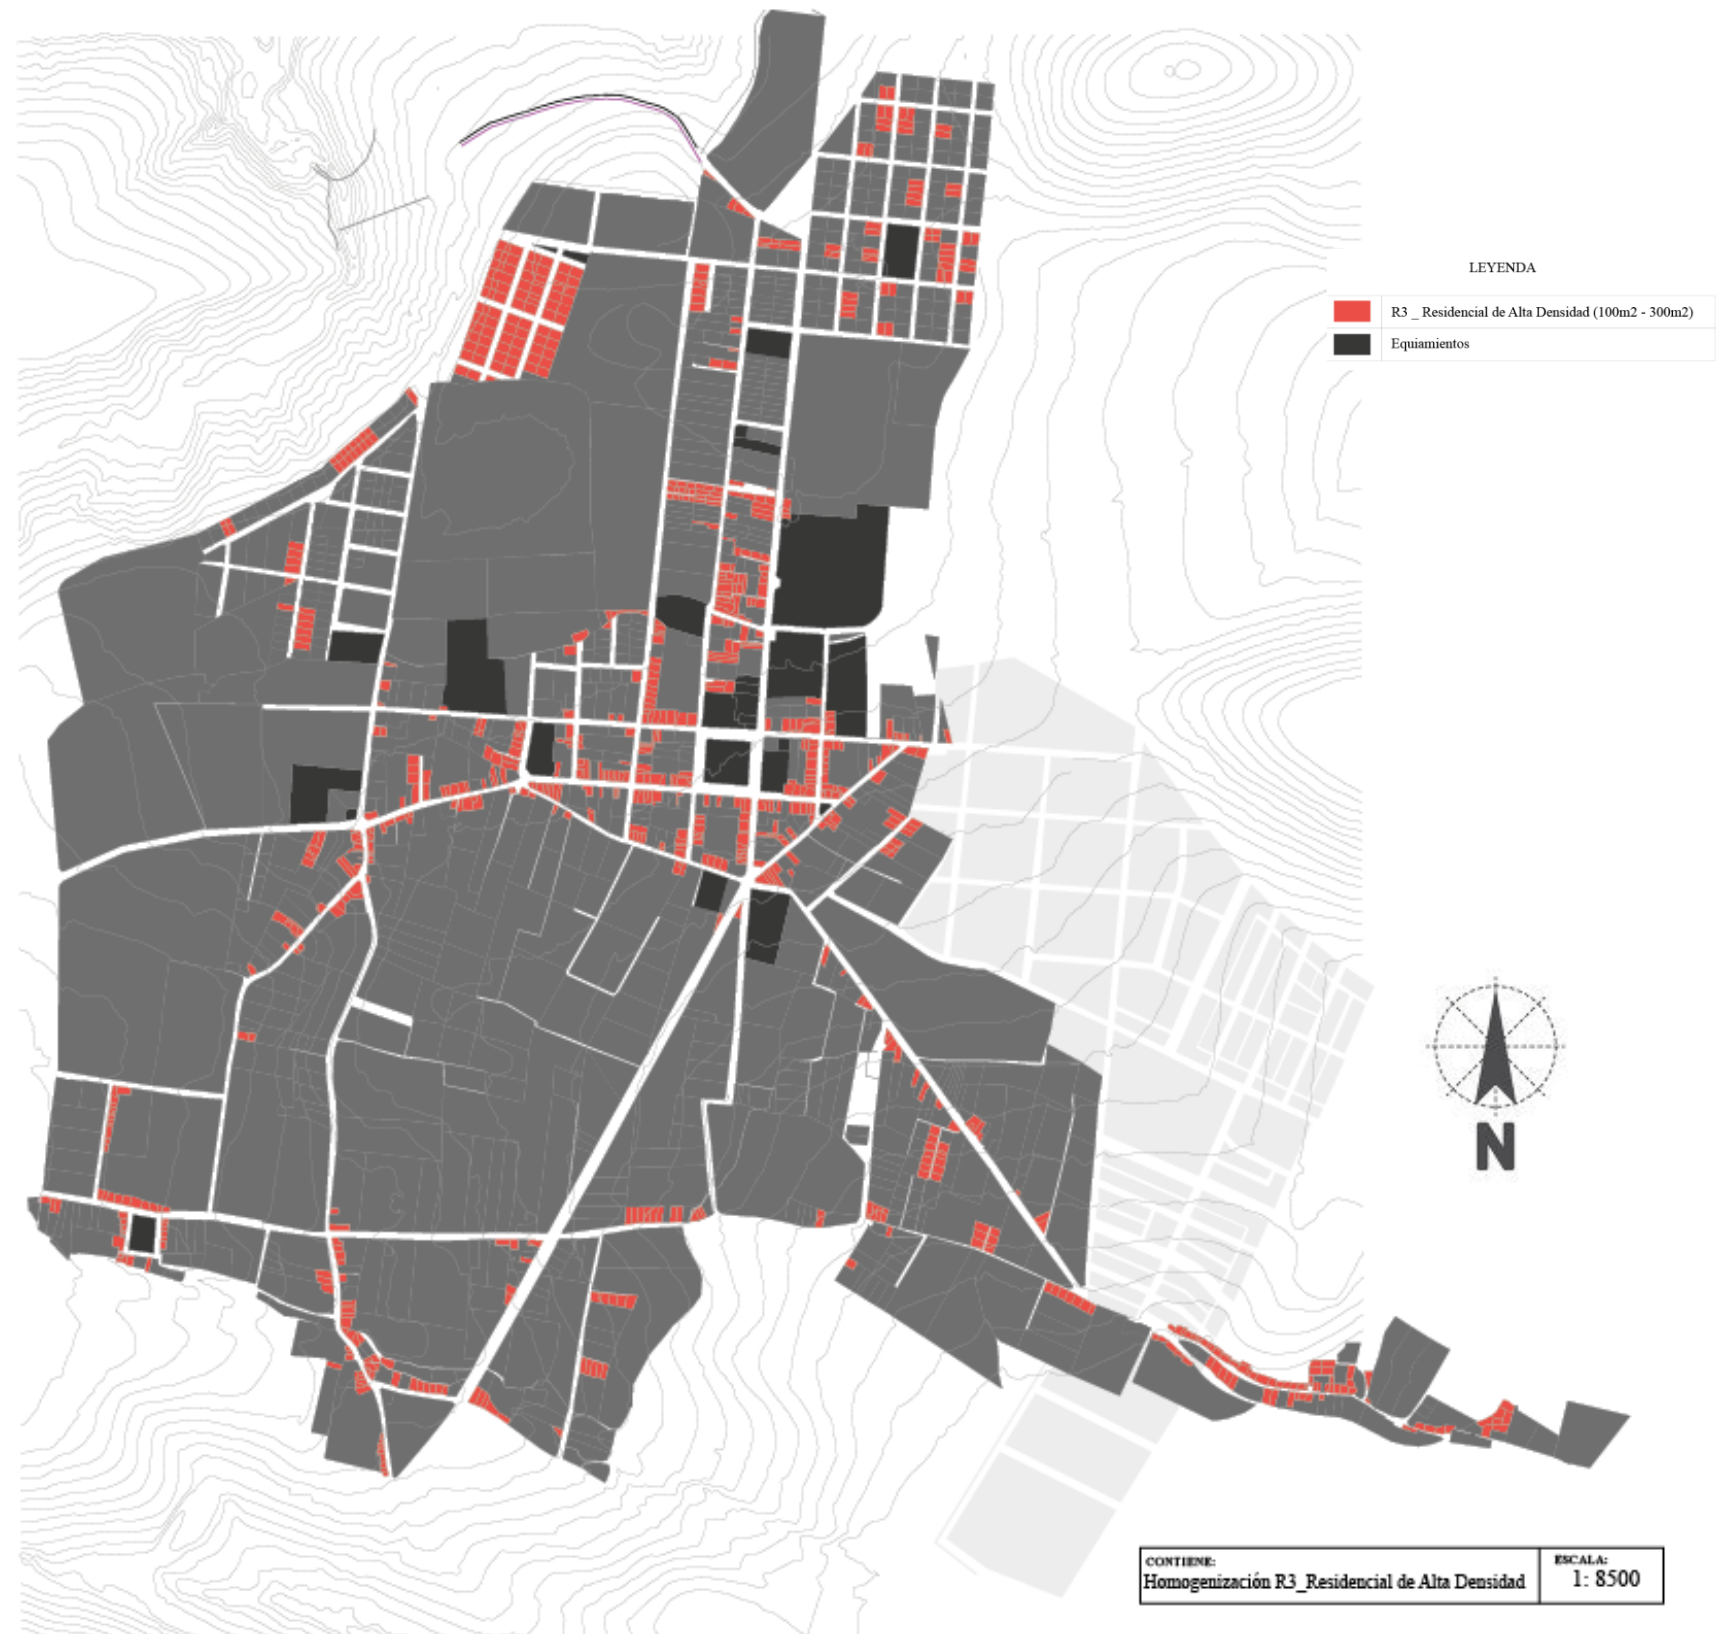 LEYENDA
R3 _ Residencial de Alta Densidad (100m2 - 300m2)
Equiamientos
N
CONTIENE:
Homogenización R3_Residencial de Alta Densidad
ESCALA:
1: 8500